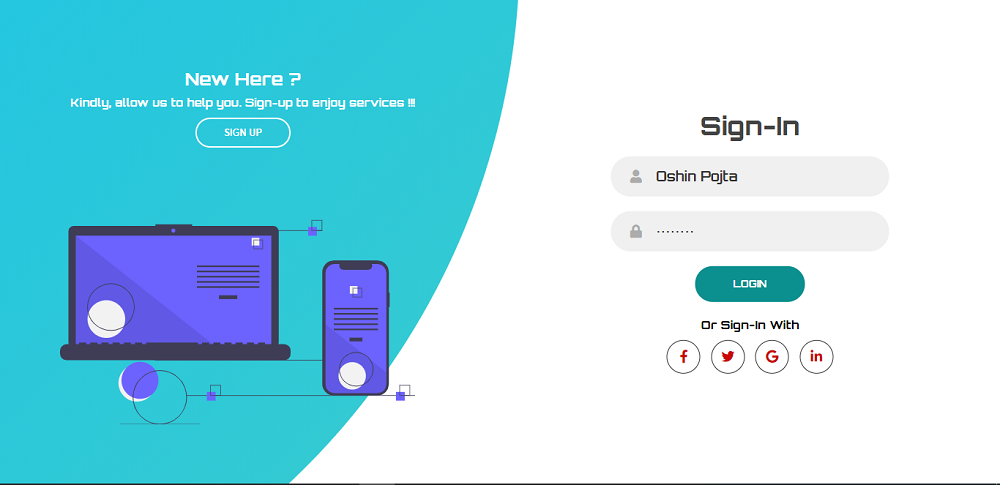 New Here ?
Kindly, allow us to help you. Sign-up to enjoy services !!!
SIGN UP
Sign-In
Oshin Pojta
········
LOGIN
Or Sign-In With